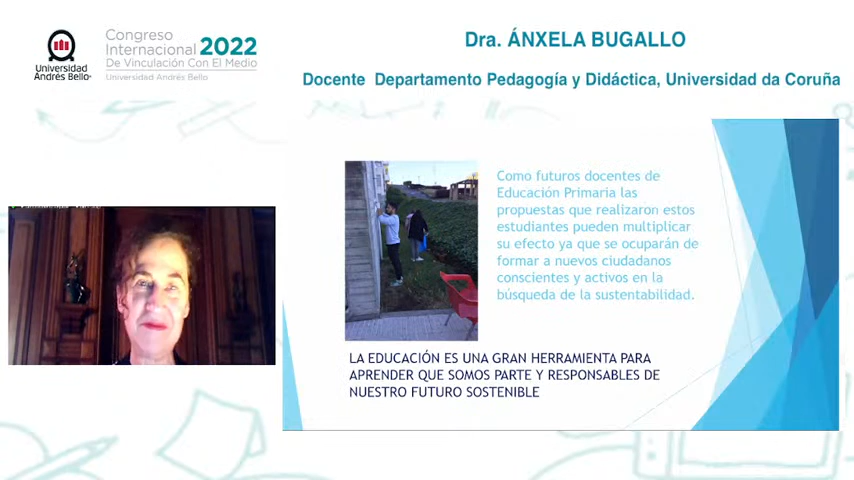 Universidad
Andrés Bello
Congreso
Internacional 2022
De Vinculación Con El Medio
Universidad Andrés Bello
Dra. ÁNXELA BUGALLO
Docente Departamento Pedagogía y Didáctica, Universidad da Coruña
Como futuros docentes de
Educación Primaria las
propuestas que realizaron estos
estudiantes pueden multiplicar
su efecto ya que se ocuparán de
formar a nuevos ciudadanos
conscientes y activos en la
búsqueda de la sustentabilidad.
LA EDUCACIÓN ES UNA GRAN HERRAMIENTA PARA
APRENDER QUE SOMOS PARTE Y RESPONSABLES DE
NUESTRO FUTURO SOSTENIBLE